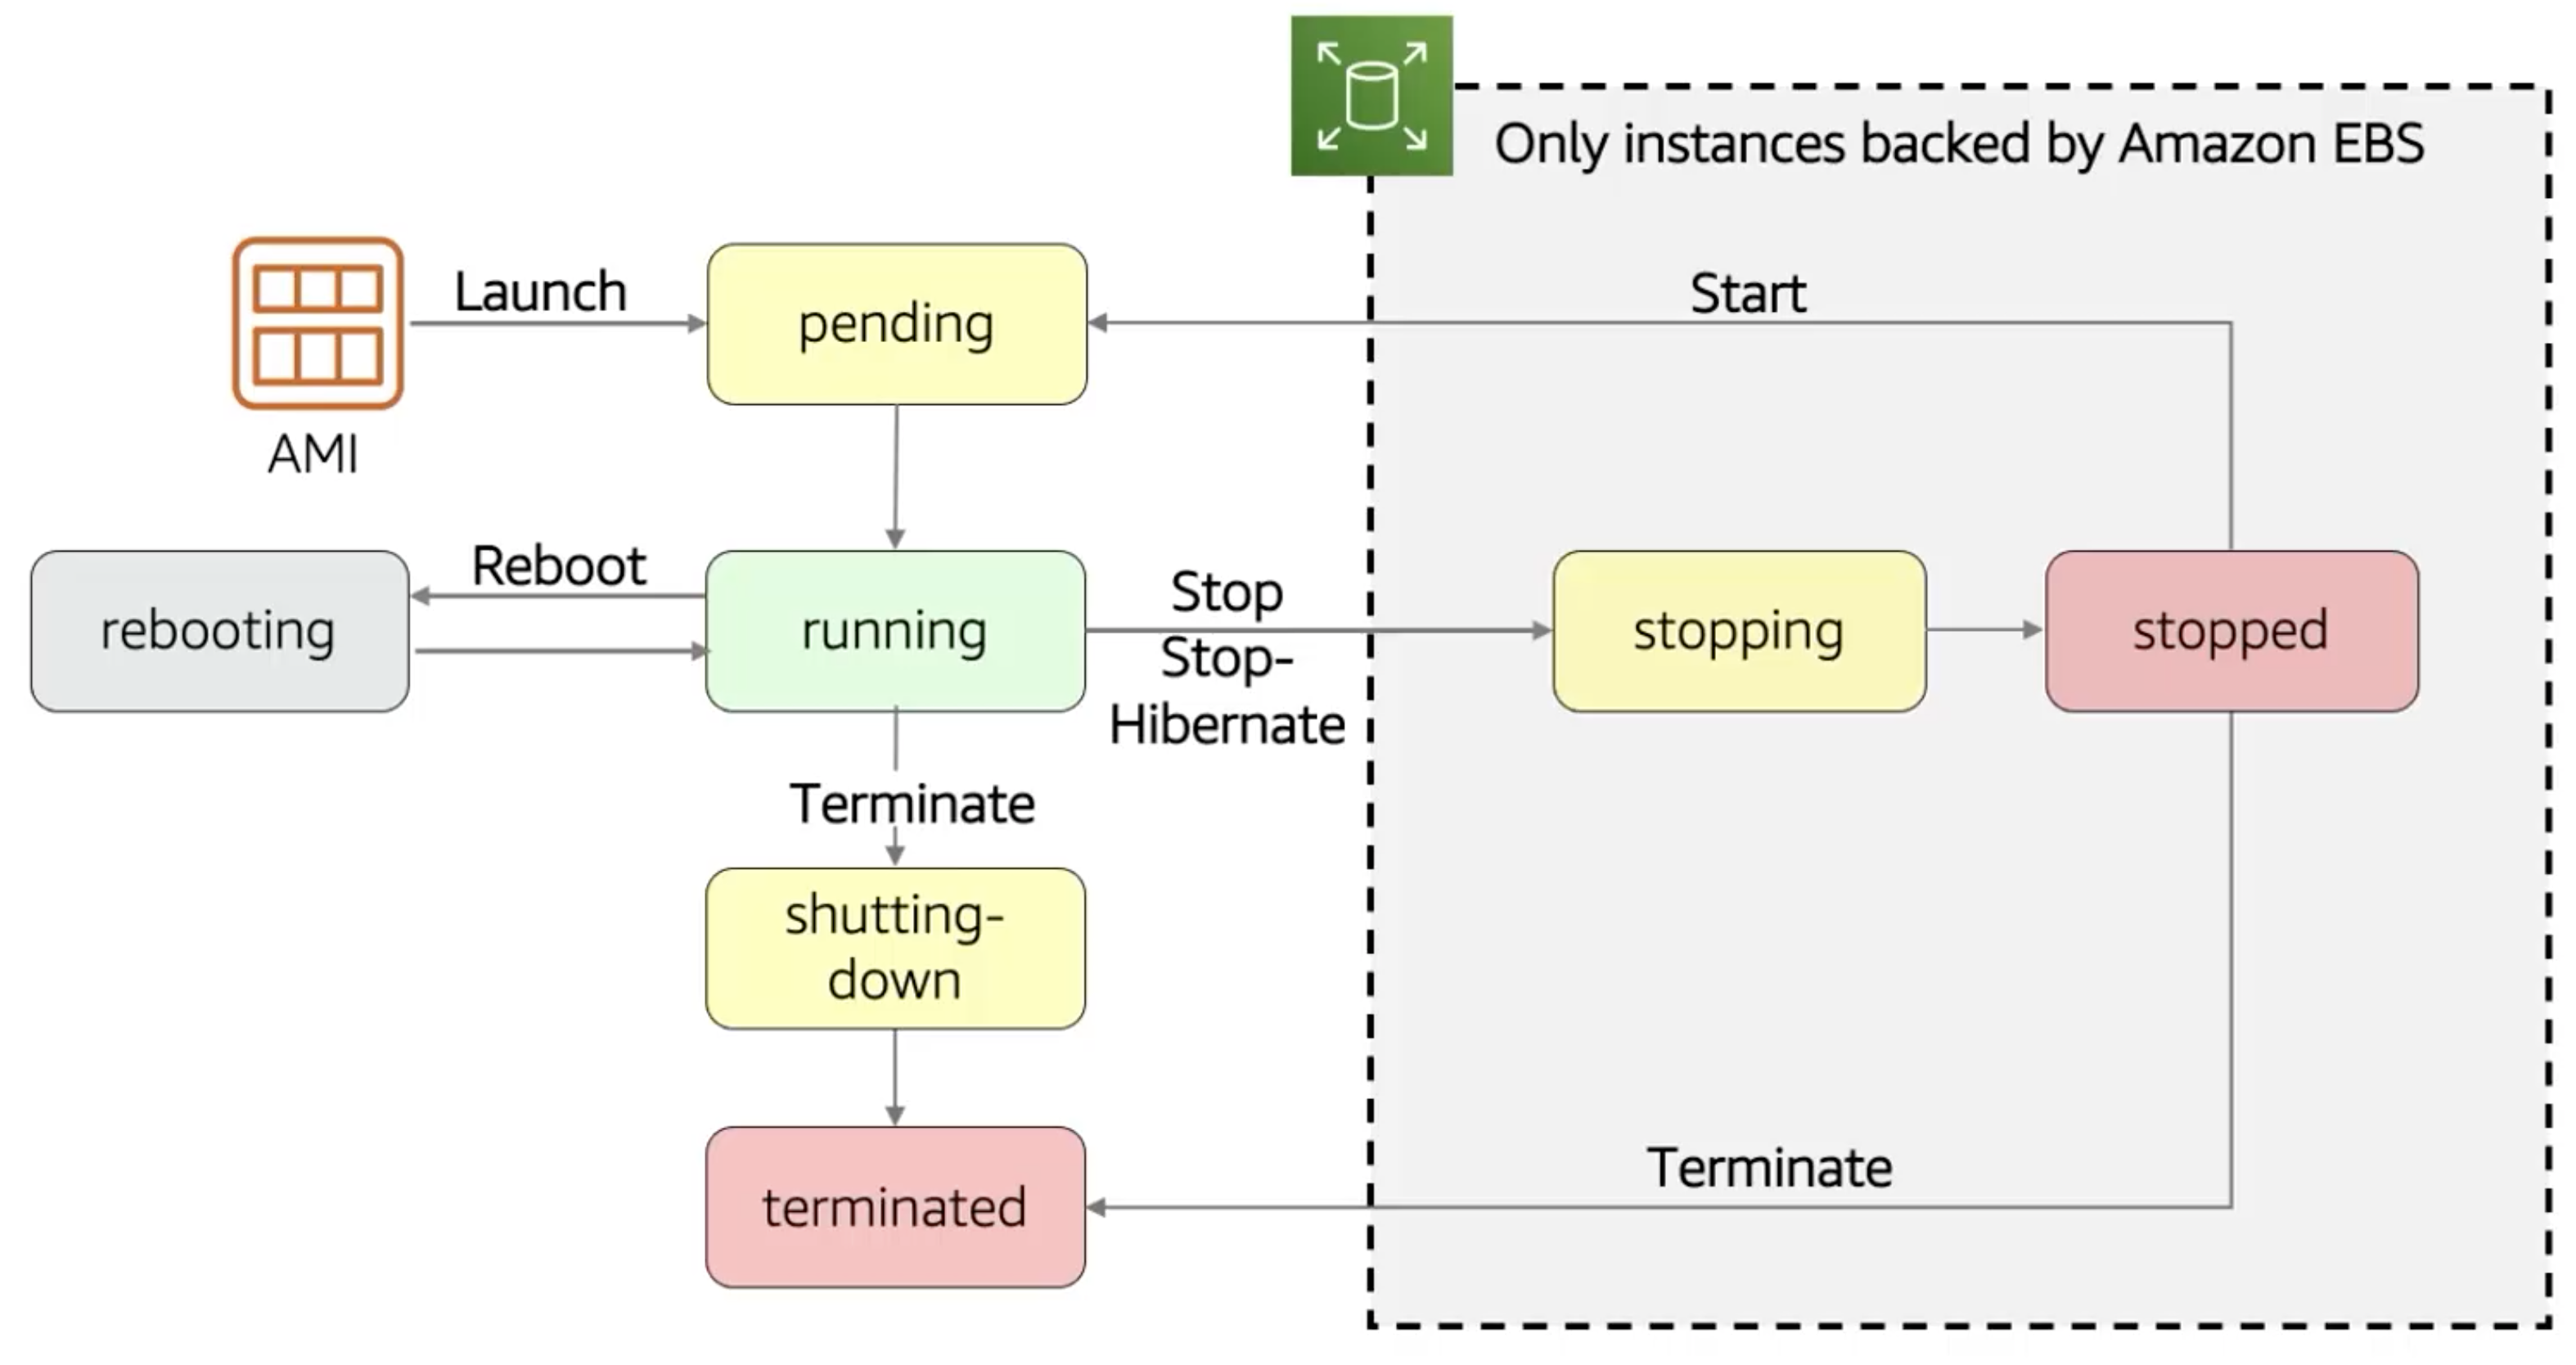 Only instances backed by Amazon EBS
Launch
pending
Start
AMI
rebooting
Reboot
running
Stop
Stop-
Hibernate
stopping
stopped
Terminate
shutting-
down
terminated
Terminate